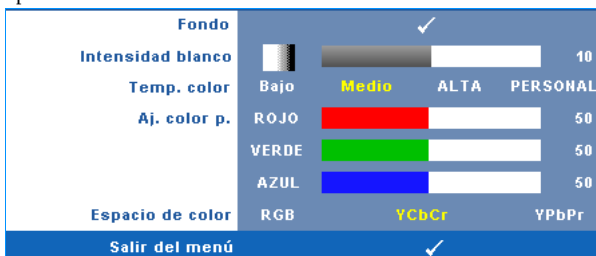 Fondo
Intensidad blanco 10
Temp. color Bajo Medio ALTA PERSONAL
Aj. color p. ROJO 50
VERDE 50
AZUL 50
Espacio de color RGB YCbCr YPbPr
Salir del menú